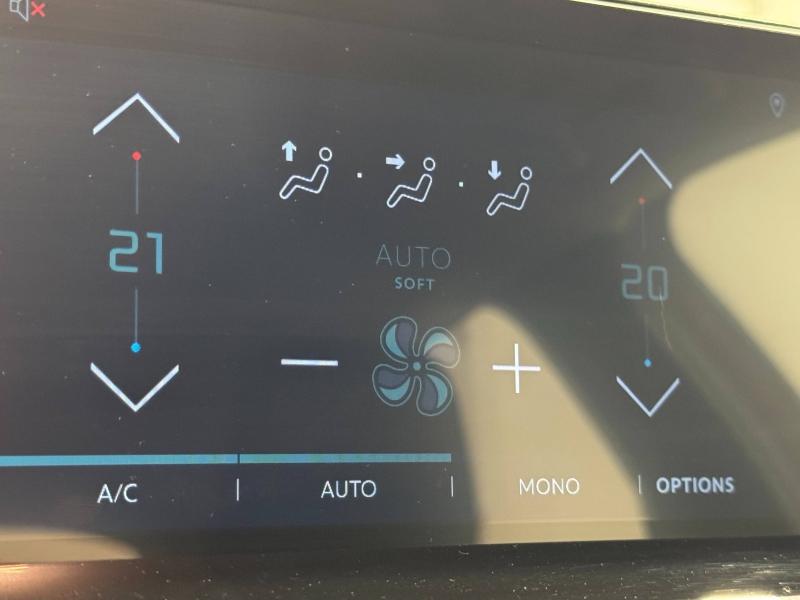 21
AUTO
SOFT
20
A/C | AUTO | MONO | OPTIONS